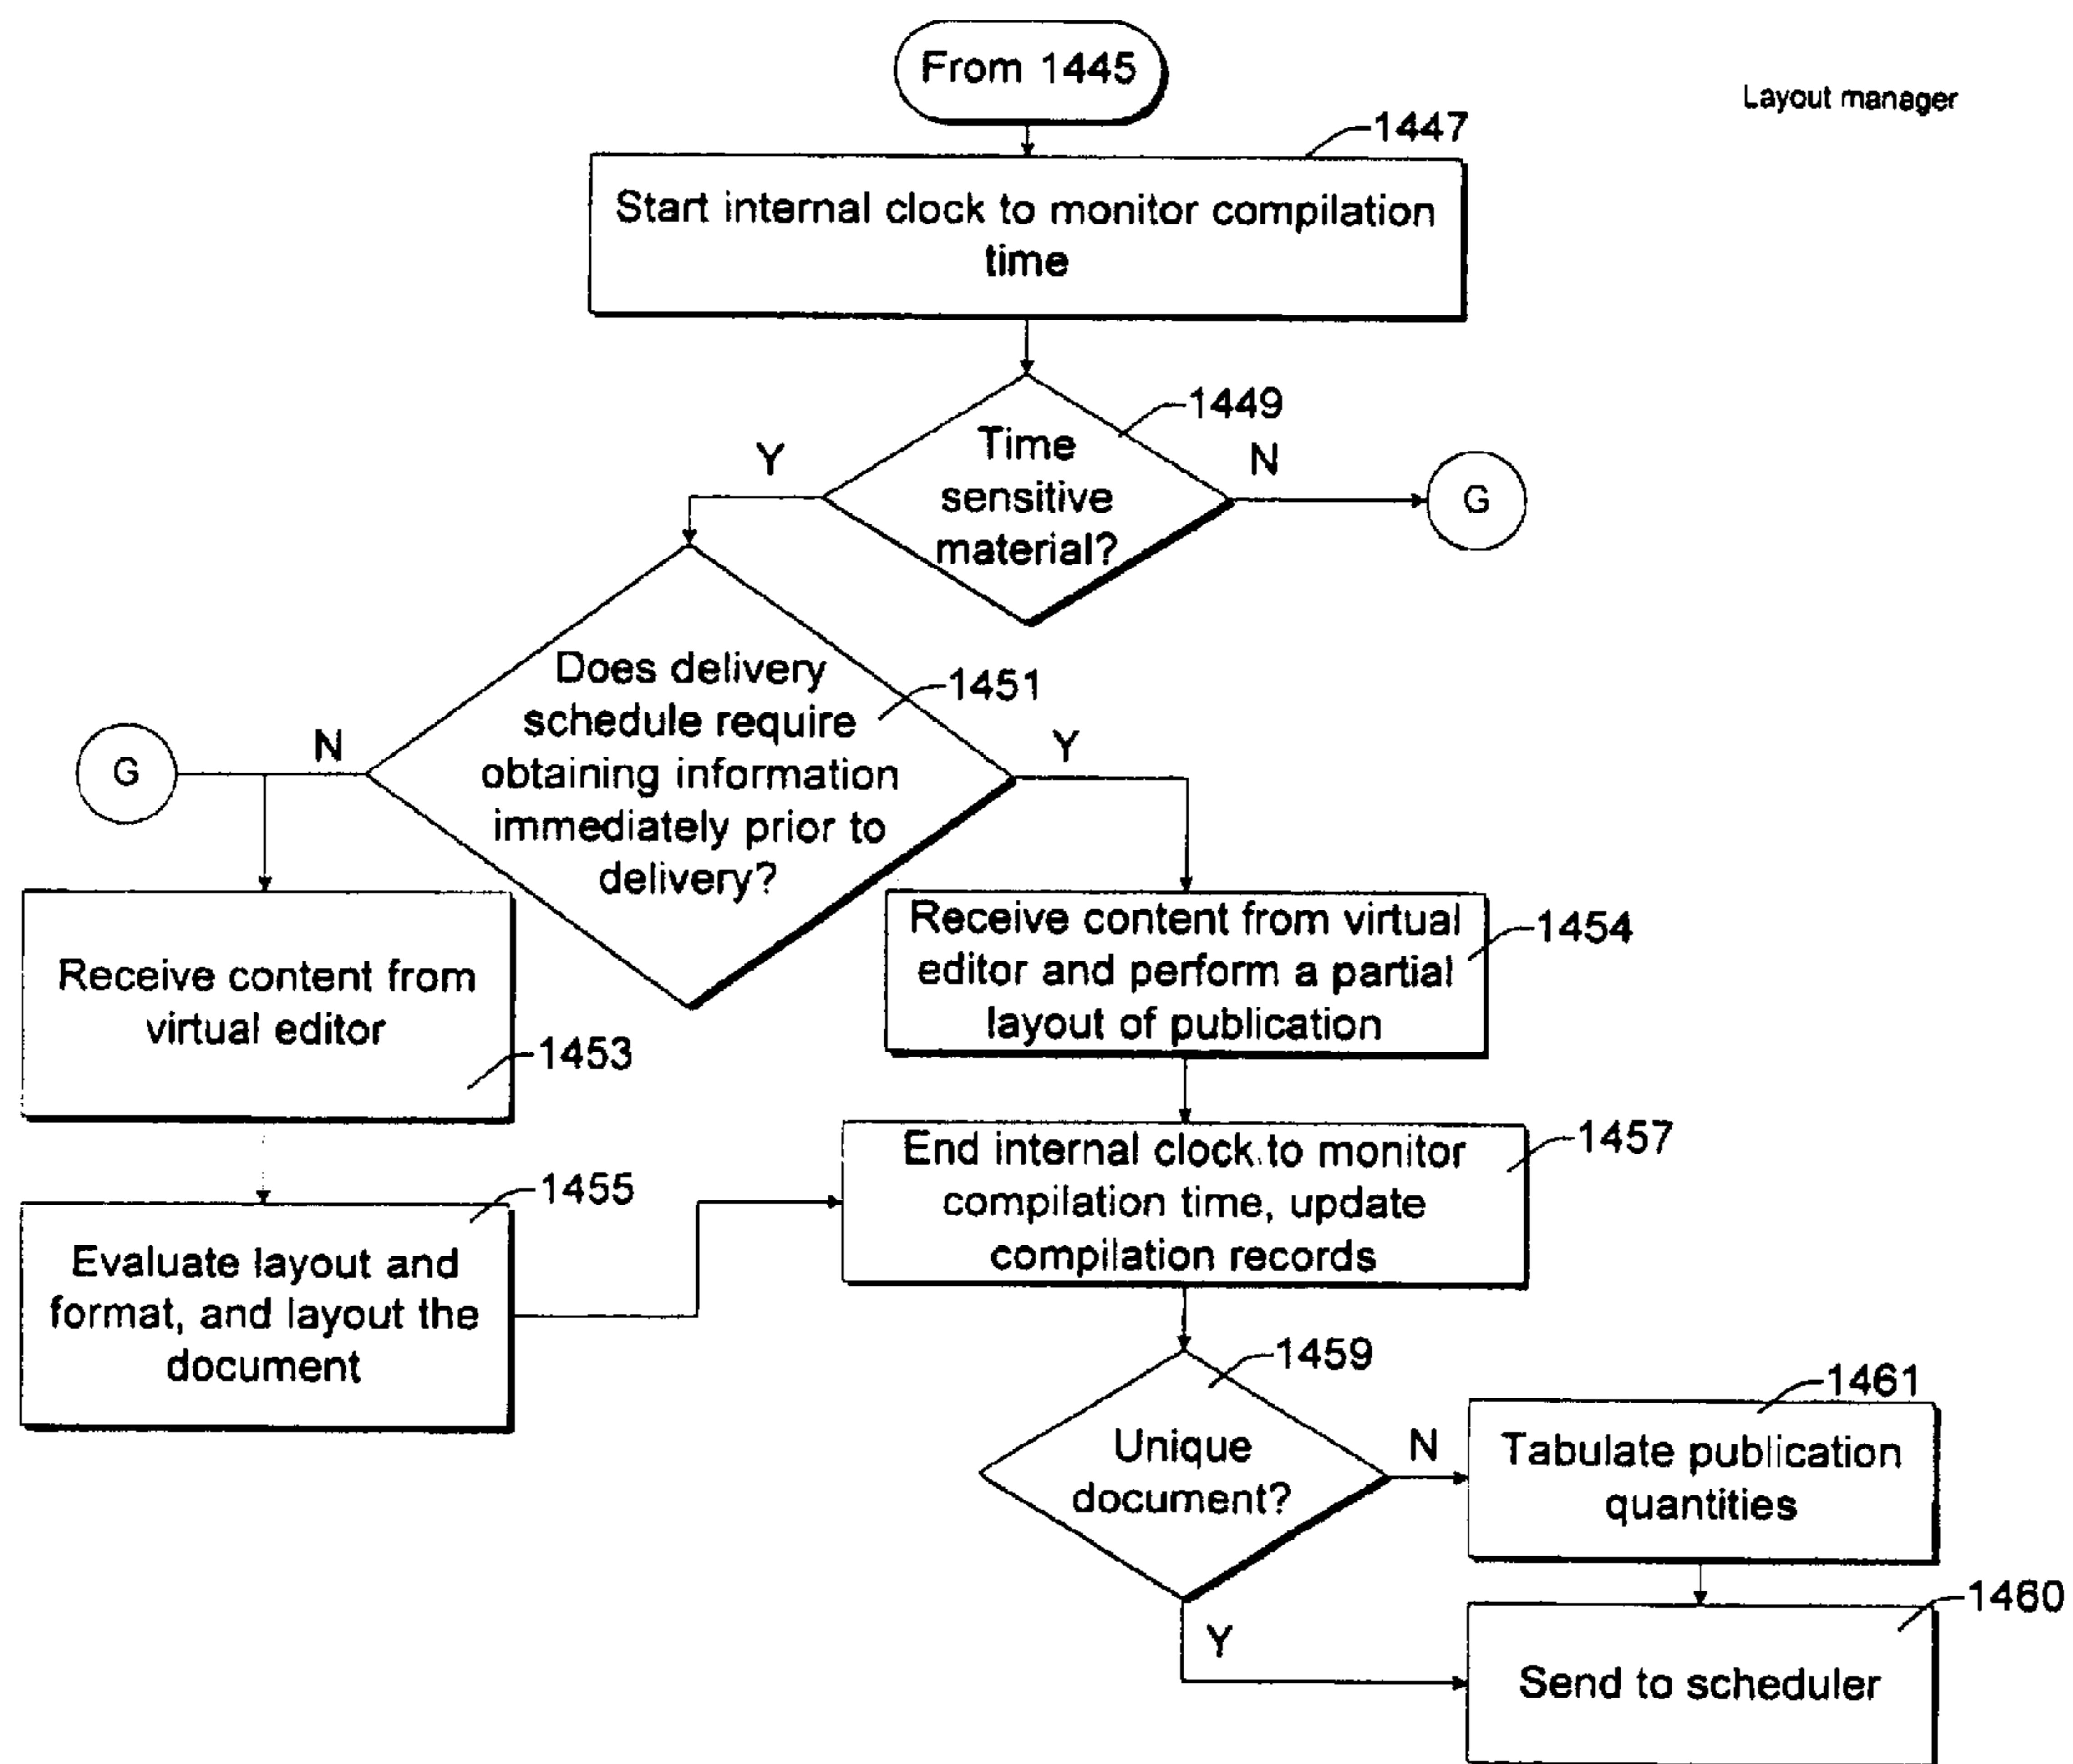 From 1445
Layout manager
1447
Start internal clock to monitor compilation
time
1449
Time
sensitive
material?
Y
N
G
Does delivery
schedule require
obtaining information
immediately prior to
delivery?
1451
G
N
Y
Receive content from
virtual editor
1453
Receive content from virtual
editor and perform a partial
layout of publication
1454
End internal clock to monitor
compilation time, update
compilation records
1457
1455
Evaluate layout and
format, and layout the
document
1459
Unique
document?
N
1461
Tabulate publication
quantities
Y
1460
Send to scheduler